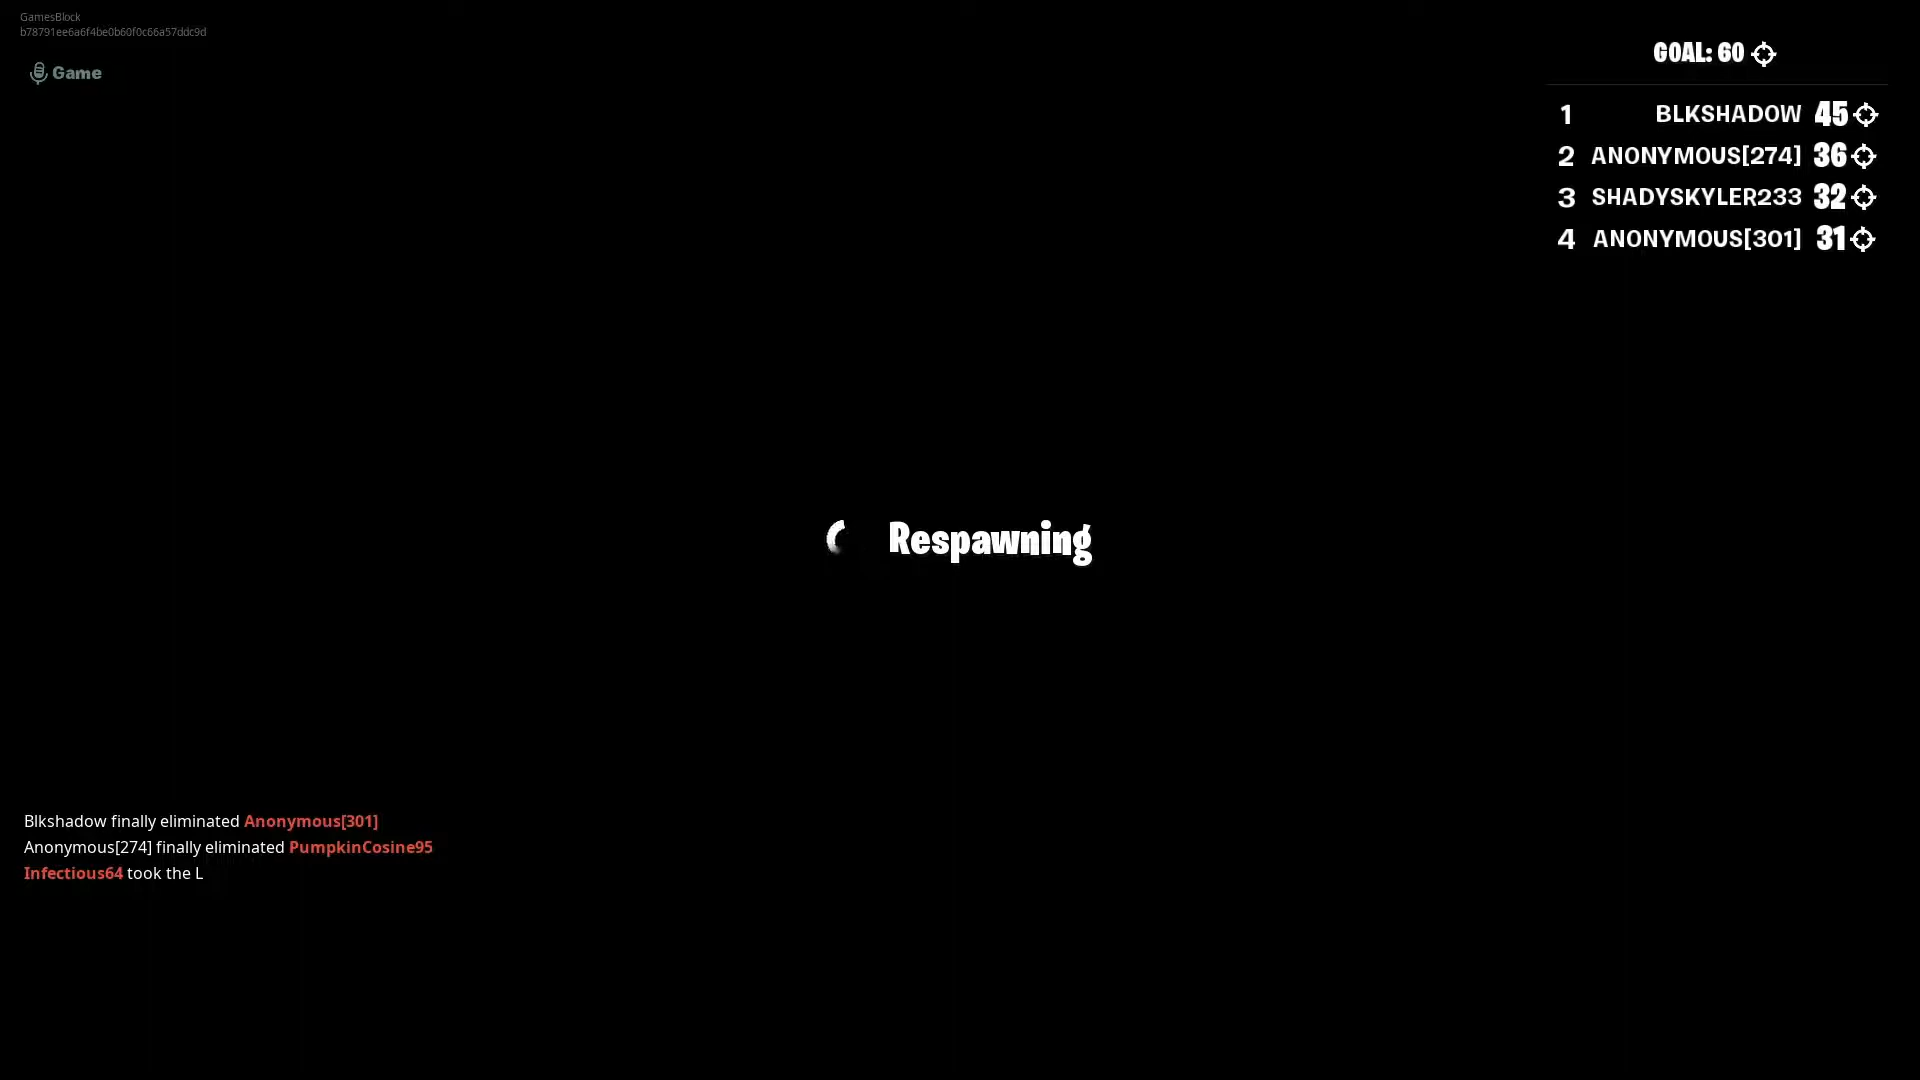 GamesBlock
b78791ee6a6f4be0b60f0c66a57ddc9d
Game
GOAL: 60
1 BLKSHADOW 45
2 ANONYMOUS[274] 36
3 SHADYSKYLER233 32
4 ANONYMOUS[301] 31
Respawning
Blkshadow finally eliminated Anonymous[301]
Anonymous[274] finally eliminated PumpkinCosine95
Infectious64 took the L